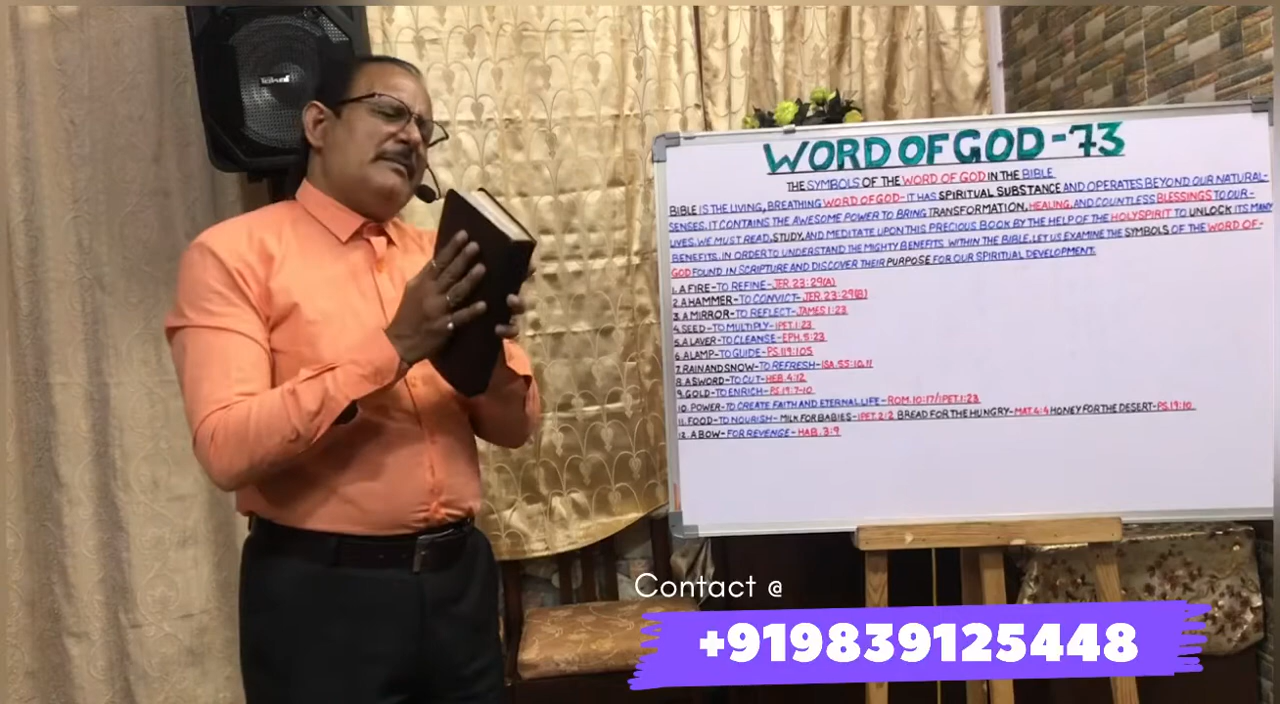 WORD OF GOD - 73
THE SYMBOLS OF THE WORD OF GOD IN THE BIBLE
BIBLE IS THE LIVING, BREATHING WORD OF GOD- IT HAS SPIRITUAL SUBSTANCE AND OPERATES BEYOND OUR NATURAL-
SENSES. IT CONTAINS THE AWESOME POWER TO BRING TRANSFORMATION, HEALING, AND COUNTLESS BLESSINGS TO OUR-
LIVES. WE MUST READ, STUDY, AND MEDITATE UPON THIS PRECIOUS BOOK BY THE HELP OF THE HOLY SPIRIT TO UNLOCK ITS MANY
BENEFITS. IN ORDER TO UNDERSTAND THE MIGHTY BENEFITS WITHIN THE BIBLE, LET US EXAMINE THE SYMBOLS OF THE WORD OF-
GOD FOUND IN SCRIPTURE AND DISCOVER THEIR PURPOSE FOR OUR SPIRITUAL DEVELOPMENT.
1. A FIRE- TO REFINE- JER. 23:29(A)
2. A HAMMER- TO CONVICT- JER. 23:29(B)
3. A MIRROR- TO REFLECT- JAMES 1:23
4. SEED- TO MULTIPLY- 1PET. 1:23
5. A LAVER- TO CLEANSE- EPH. 5:23
6. A LAMP- TO GUIDE- PS. 119:105
7. RAIN AND SNOW- TO REFRESH- ISA. 55:10,11
8. A SWORD- TO CUT- HEB. 4:12
9. GOLD- TO ENRICH- PS. 19:7-10
10. POWER- TO CREATE FAITH AND ETERNAL LIFE- ROM. 10:17/1PET. 1:23
11. FOOD- TO NOURISH- MILK FOR BABIES- 1PET. 2:2 BREAD FOR THE HUNGRY- MAT. 4:4 HONEY FOR THE DESERT- PS. 19:10
12. A BOW- FOR REVENGE- HAB. 3:9
Contact @
+919839125448